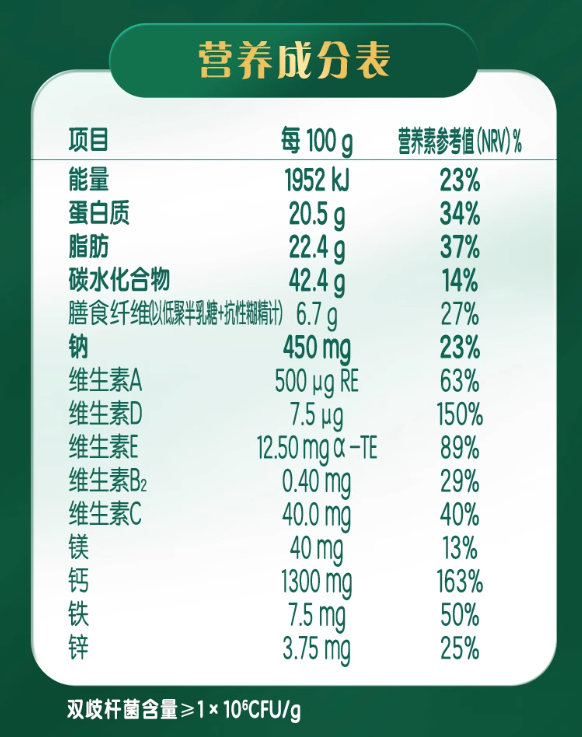 营养成分表
项目 每 100 g 营养素参考值(NRV)%
能量 1952 kJ 23%
蛋白质 20.5 g 34%
脂肪 22.4 g 37%
碳水化合物 42.4 g 14%
膳食纤维(以低聚半乳糖+抗性糊精计) 6.7 g 27%
钠 450 mg 23%
维生素A 500 μg RE 63%
维生素D 7.5 μg 150%
维生素E 12.50 mg α-TE 89%
维生素B₂ 0.40 mg 29%
维生素C 40.0 mg 40%
镁 40 mg 13%
钙 1300 mg 163%
铁 7.5 mg 50%
锌 3.75 mg 25%
双歧杆菌含量≥1×10⁶CFU/g